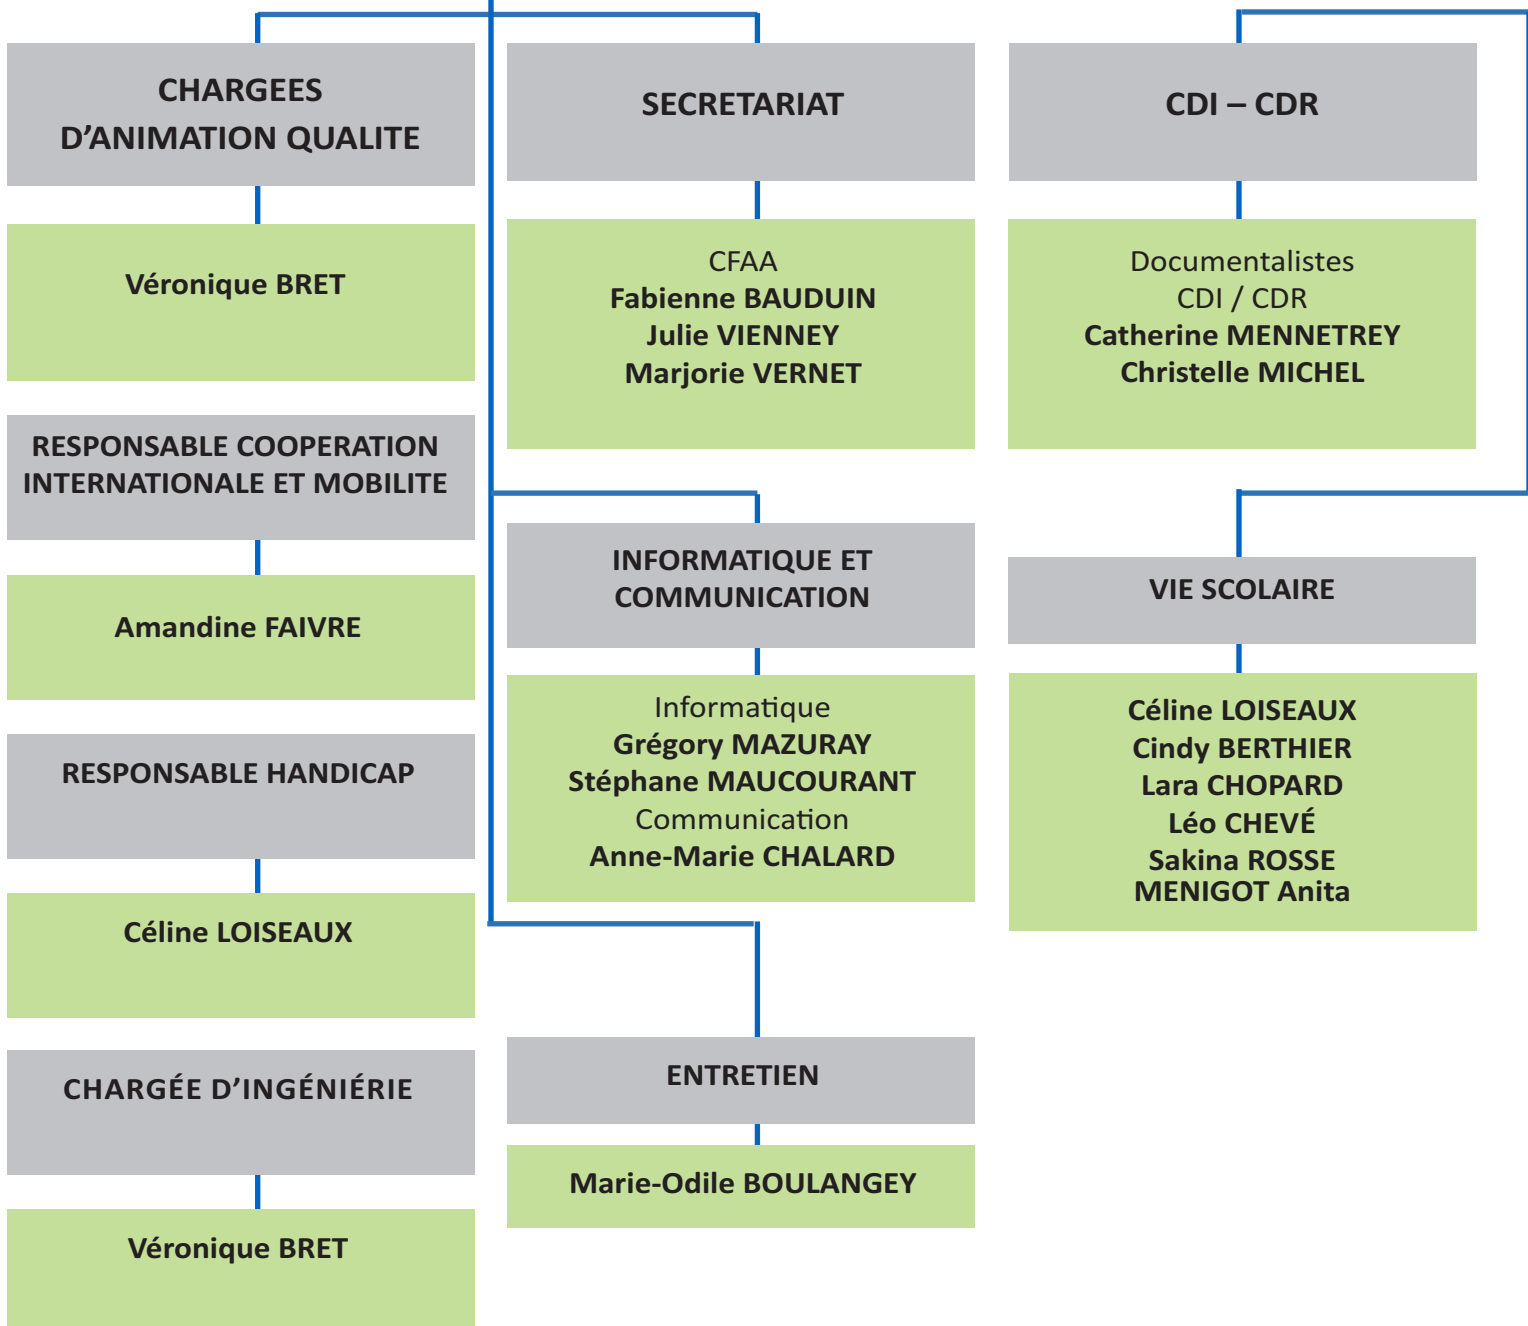 CHARGEES
D’ANIMATION QUALITE
Véronique BRET
RESPONSABLE COOPERATION
INTERNATIONALE ET MOBILITE
Amandine FAIVRE
RESPONSABLE HANDICAP
Céline LOISEAUX
CHARGÉE D’INGÉNIÉRIE
Véronique BRET
SECRETARIAT
CFAA
Fabienne BAUDUIN
Julie VIENNEY
Marjorie VERNET
INFORMATIQUE ET
COMMUNICATION
Informatique
Grégory MAZURAY
Stéphane MAUCOURANT
Communication
Anne-Marie CHALARD
ENTRETIEN
Marie-Odile BOULANGEY
CDI – CDR
Documentalistes
CDI / CDR
Catherine MENNETREY
Christelle MICHEL
VIE SCOLAIRE
Céline LOISEAUX
Cindy BERTHIER
Lara CHOPARD
Léo CHEVÉ
Sakina ROSSE
MENIGOT Anita